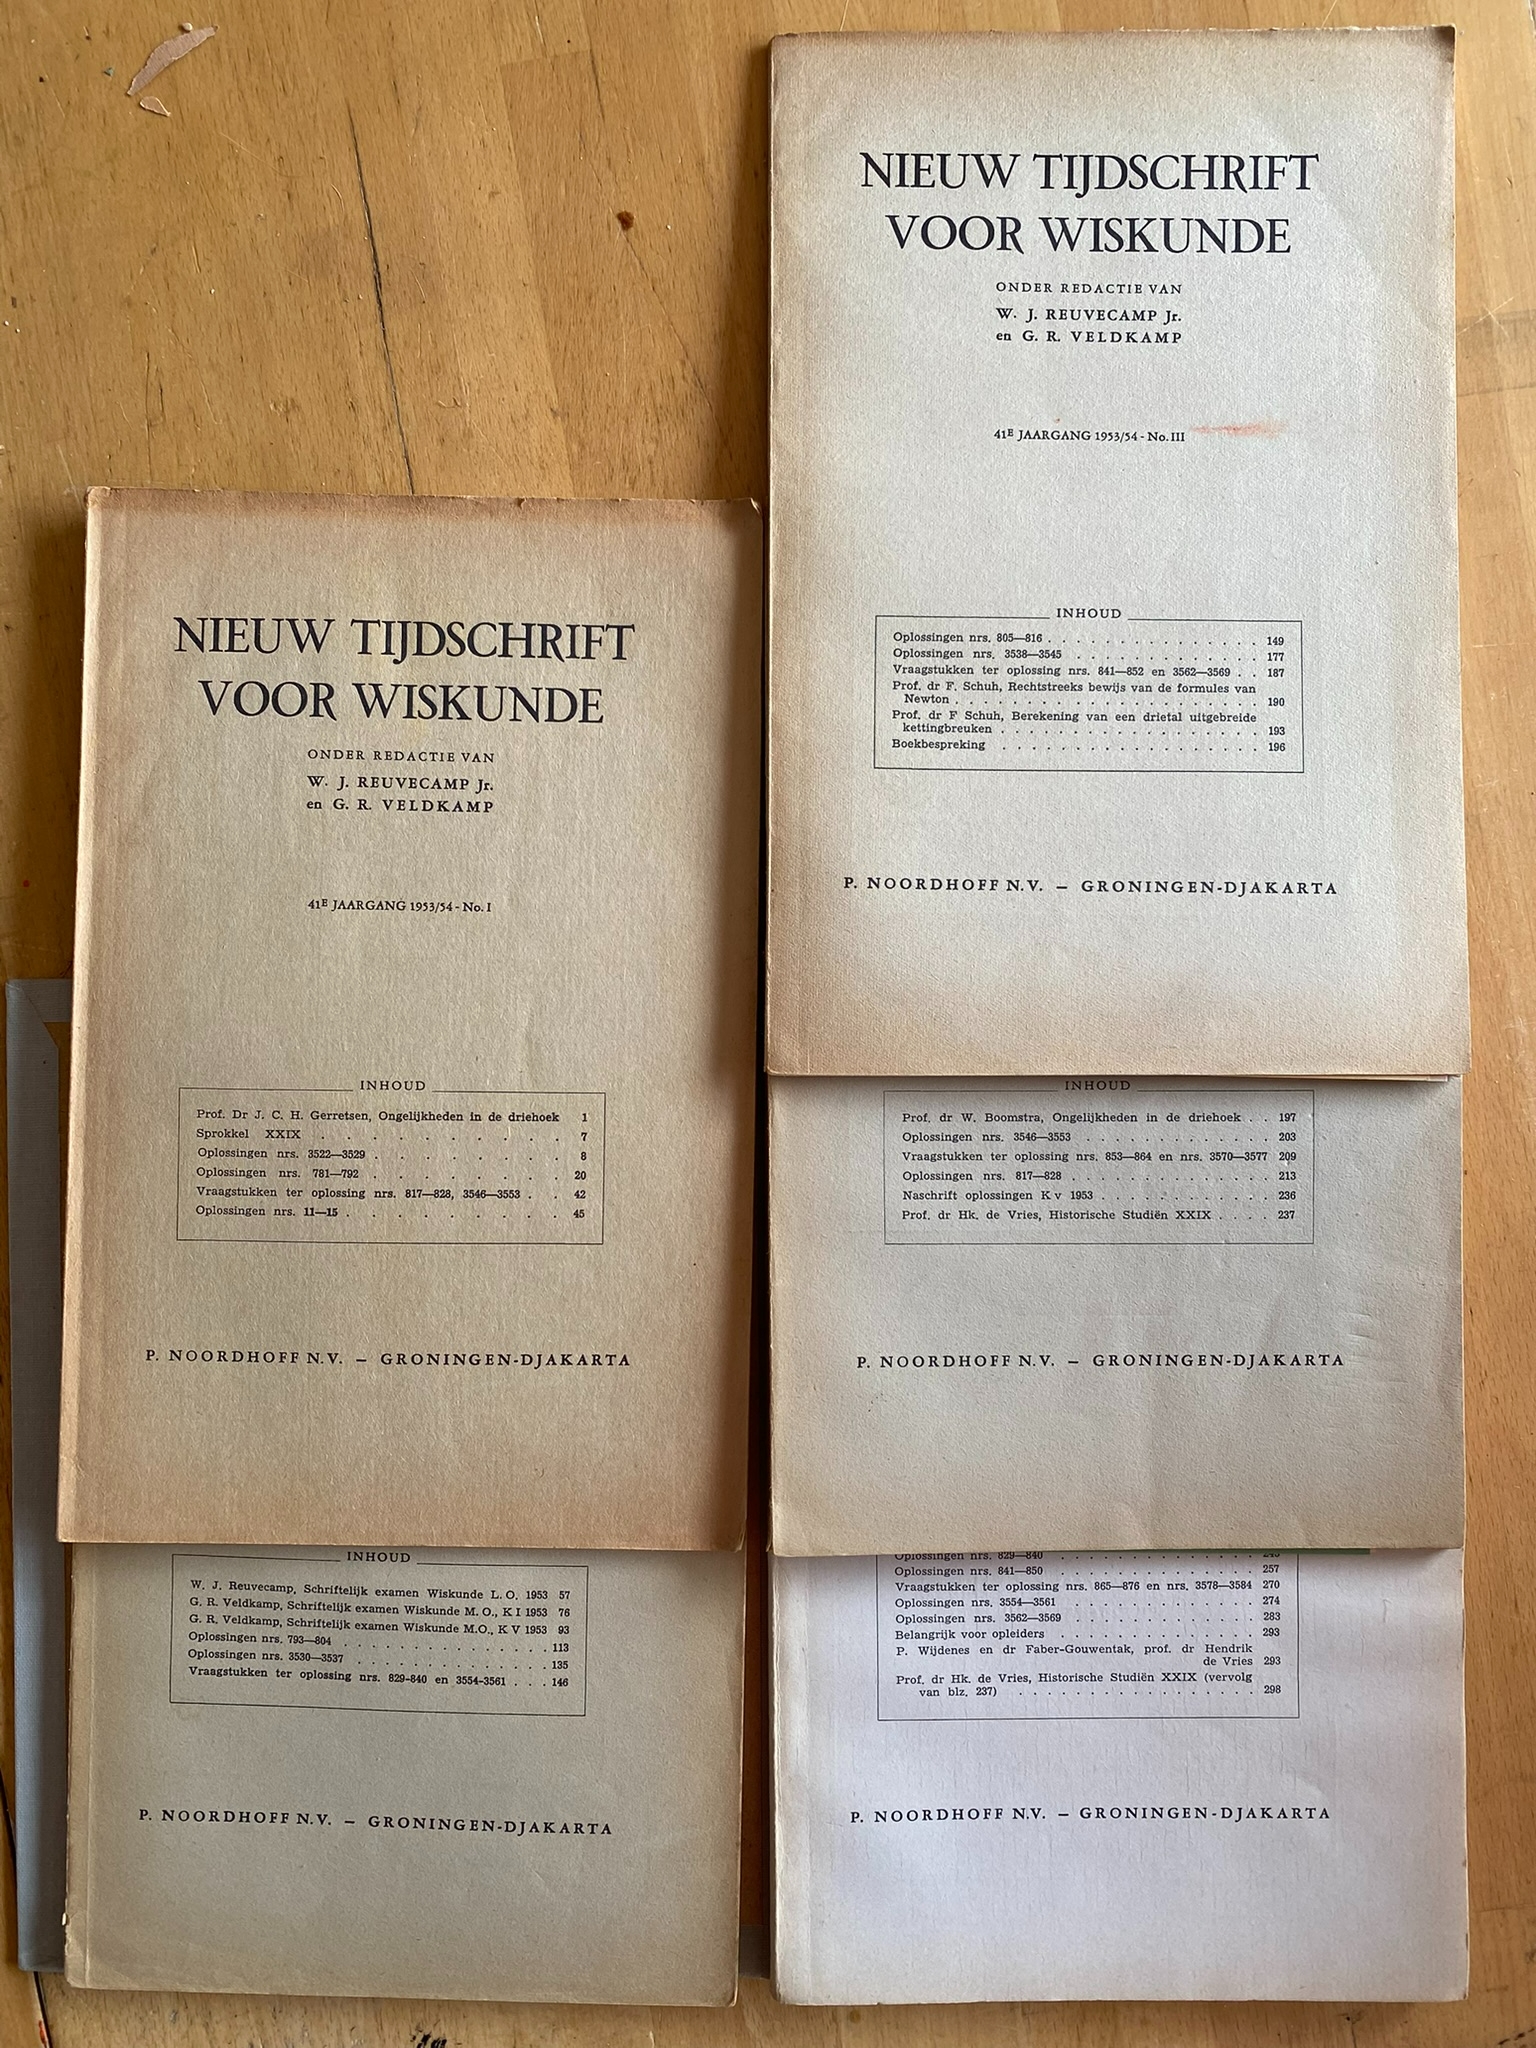 NIEUW TIJDSCHRIFT
VOOR WISKUNDE
ONDER REDACTIE VAN
W. J. REUVECAMP Jr.
en G. R. VELDKAMP
41E JAARGANG 1953/54 - No. I
INHOUD
Prof. Dr J. C. H. Gerretsen, Ongelijkheden in de driehoek 1
Sprokkel XXIX . . . . . . . . . 7
Oplossingen nrs. 3522—3529 . . . . . . . 8
Oplossingen nrs. 781—792 . . . . . . . 20
Vraagstukken ter oplossing nrs. 817—828, 3546—3553 . . 42
Oplossingen nrs. 11—15 . . . . . . . . 45
P. NOORDHOFF N.V. — GRONINGEN-DJAKARTA
INHOUD
W. J. Reuvecamp, Schriftelijk examen Wiskunde L. O. 1953 57
G. R. Veldkamp, Schriftelijk examen Wiskunde M. O., K I 1953 76
G. R. Veldkamp, Schriftelijk examen Wiskunde M.O., K V 1953 93
Oplossingen nrs. 793—804 . . . . . . . . . . . . . . . 113
Oplossingen nrs. 3530—3537 . . . . . . . . . . . . . . 135
Vraagstukken ter oplossing nrs. 829-840 en 3554-3561 . . . 146
P. NOORDHOFF N.V. — GRONINGEN-DJAKARTA
NIEUW TIJDSCHRIFT
VOOR WISKUNDE
ONDER REDACTIE VAN
W. J. REUVECAMP Jr.
en G. R. VELDKAMP
41E JAARGANG 1953/54 - No. III
INHOUD
Oplossingen nrs. 805—816 . . . . . . . . . . . . . . . 149
Oplossingen nrs. 3538—3545 . . . . . . . . . . . . . 177
Vraagstukken ter oplossing nrs. 841—852 en 3562—3569 . . 187
Prof. dr F. Schuh, Rechtstreeks bewijs van de formules van
Newton . . . . . . . . . . . . . . . . . . . . . 190
Prof. dr F Schuh, Berekening van een drietal uitgebreide
kettingbreuken . . . . . . . . . . . . . . . . . . 193
Boekbespreking . . . . . . . . . . . . . . . . . . 196
P. NOORDHOFF N.V. — GRONINGEN-DJAKARTA
INHOUD
Prof. dr W. Boomstra, Ongelijkheden in de driehoek . . 197
Oplossingen nrs. 3546—3553 . . . . . . . . . . . . 203
Vraagstukken ter oplossing nrs. 853—864 en nrs. 3570—3577 209
Oplossingen nrs. 817—828 . . . . . . . . . . . . . 213
Naschrift oplossingen K v 1953 . . . . . . . . . . . 236
Prof. dr Hk. de Vries, Historische Studiën XXIX . . . . 237
P. NOORDHOFF N.V. — GRONINGEN-DJAKARTA
Oplossingen nrs. 829—840 . . . . . . . . . . . . . .
Oplossingen nrs. 841—850 . . . . . . . . . . . . . . 257
Vraagstukken ter oplossing nrs. 865—876 en nrs. 3578—3584 270
Oplossingen nrs. 3554—3561 . . . . . . . . . . . . . 274
Oplossingen nrs. 3562—3569 . . . . . . . . . . . . . 283
Belangrijk voor opleiders . . . . . . . . . . . . . . 293
P. Wijdenes en dr Faber-Gouwentak, prof. dr Hendrik
de Vries 293
Prof. dr Hk. de Vries, Historische Studiën XXIX (vervolg
van blz. 237) . . . . . . . . . . . . . . . . . 298
P. NOORDHOFF N.V. — GRONINGEN-DJAKARTA